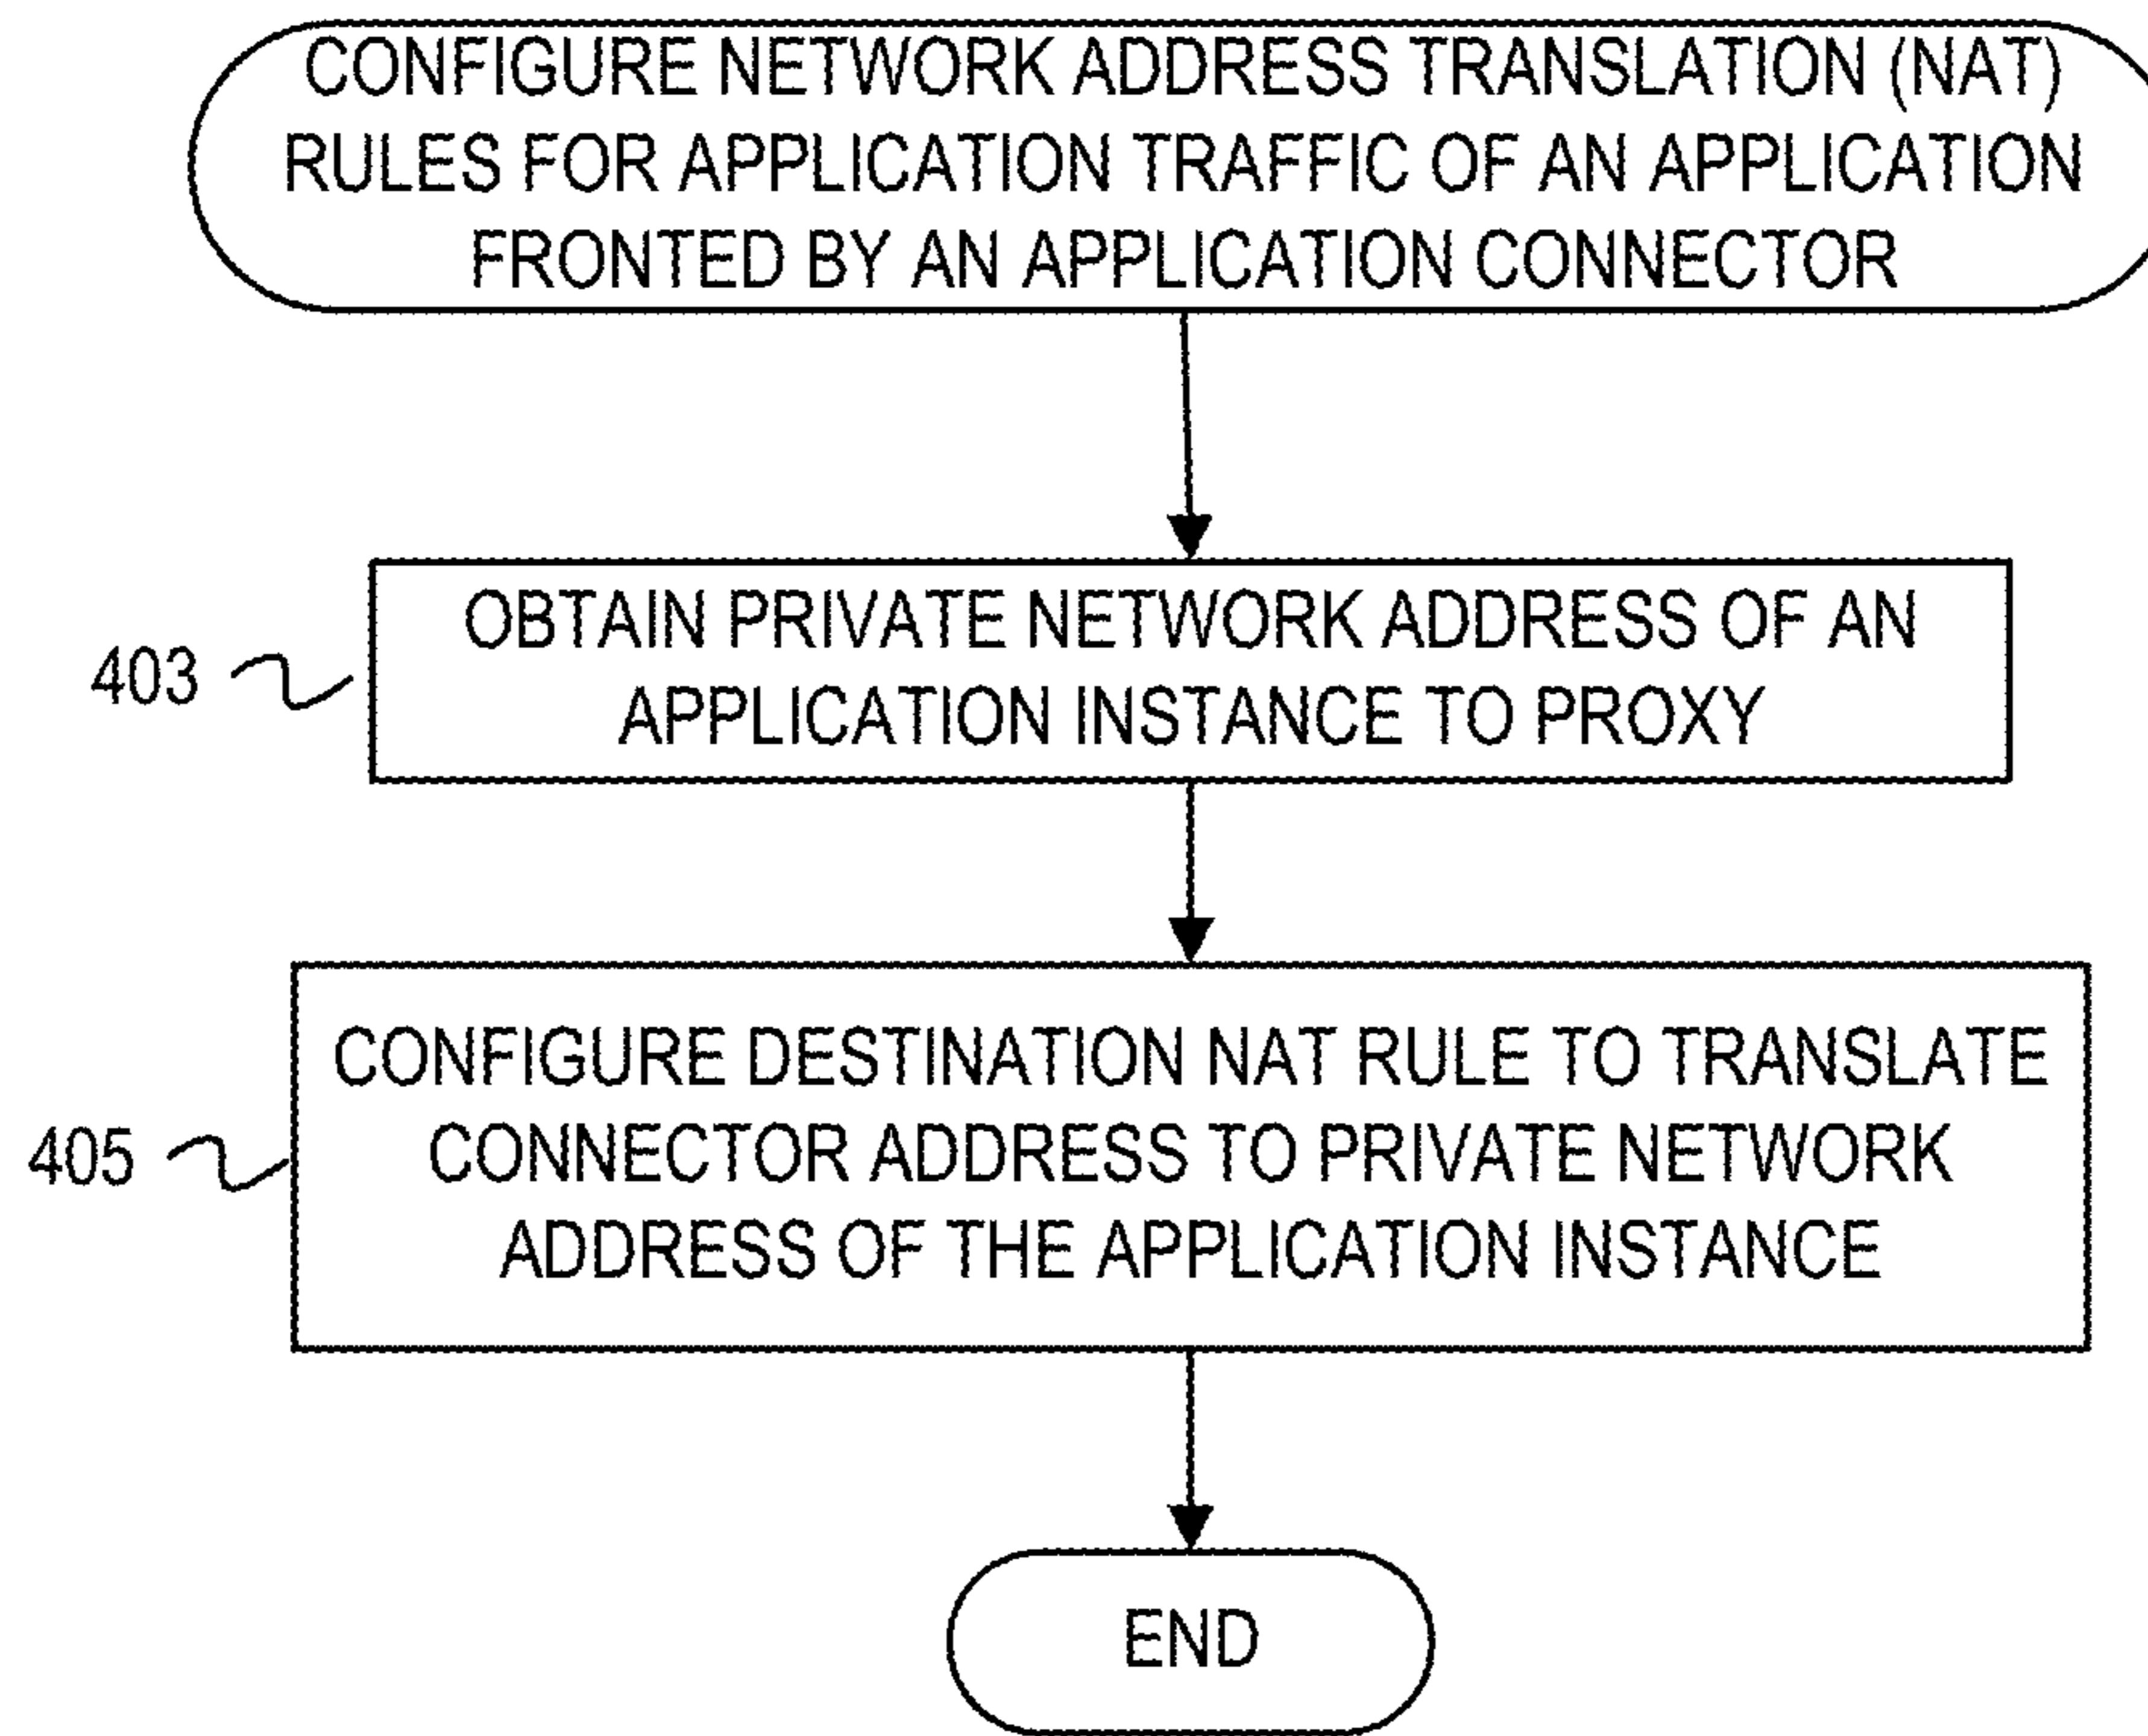 CONFIGURE NETWORK ADDRESS TRANSLATION (NAT)
RULES FOR APPLICATION TRAFFIC OF AN APPLICATION
FRONTED BY AN APPLICATION CONNECTOR
403
OBTAIN PRIVATE NETWORK ADDRESS OF AN
APPLICATION INSTANCE TO PROXY
405
CONFIGURE DESTINATION NAT RULE TO TRANSLATE
CONNECTOR ADDRESS TO PRIVATE NETWORK
ADDRESS OF THE APPLICATION INSTANCE
END